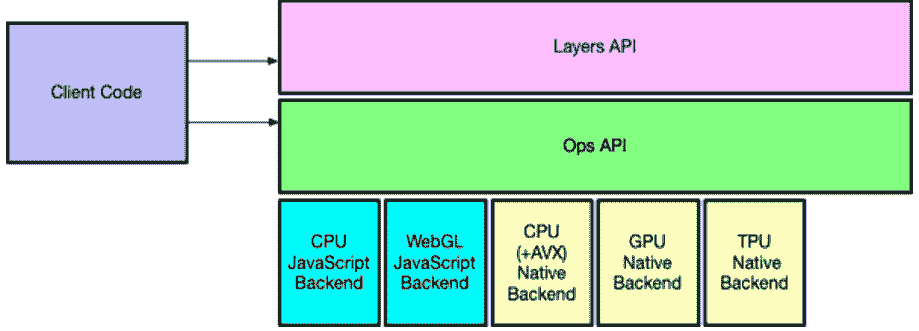 Client Code
Layers API
Ops API
CPU
JavaScript
Backend
WebGL
JavaScript
Backend
CPU
(+AVX)
Native
Backend
GPU
Native
Backend
TPU
Native
Backend